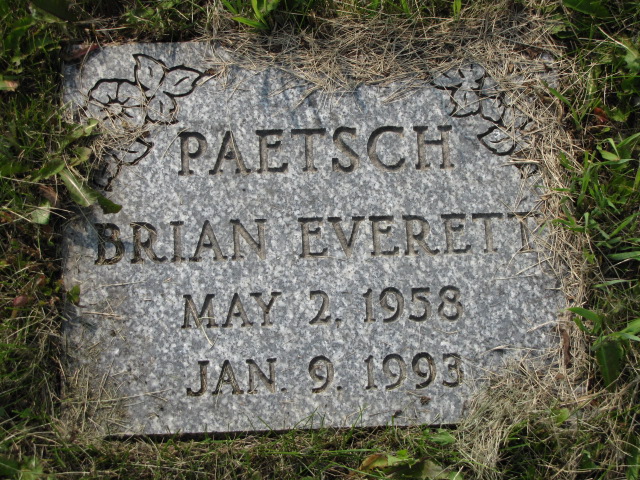 PAETSCH
BRIAN EVERETT
MAY 2. 1958
JAN. 9. 1993